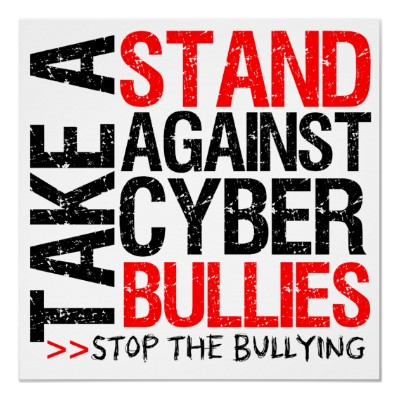 TAKE A
STAND
AGAINST
CYBER
BULLIES
>>STOP THE BULLYING